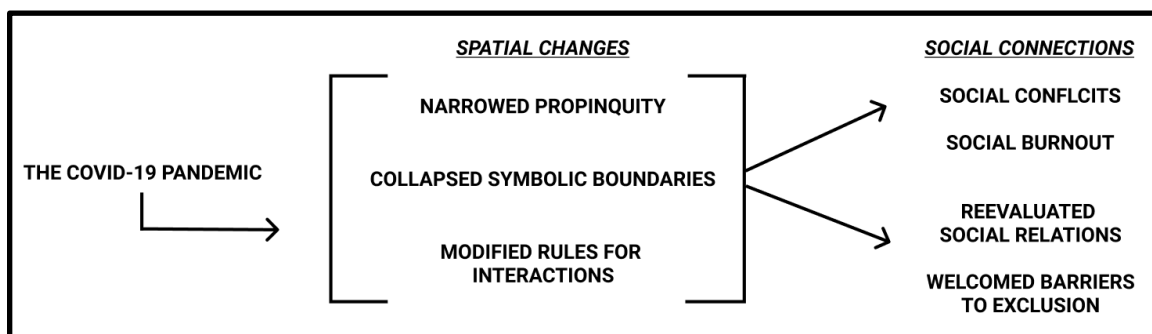 THE COVID-19 PANDEMIC
SPATIAL CHANGES
NARROWED PROPINQUITY
COLLAPSED SYMBOLIC BOUNDARIES
MODIFIED RULES FOR
INTERACTIONS
SOCIAL CONNECTIONS
SOCIAL CONFLCITS
SOCIAL BURNOUT
REEVALUATED
SOCIAL RELATIONS
WELCOMED BARRIERS
TO EXCLUSION